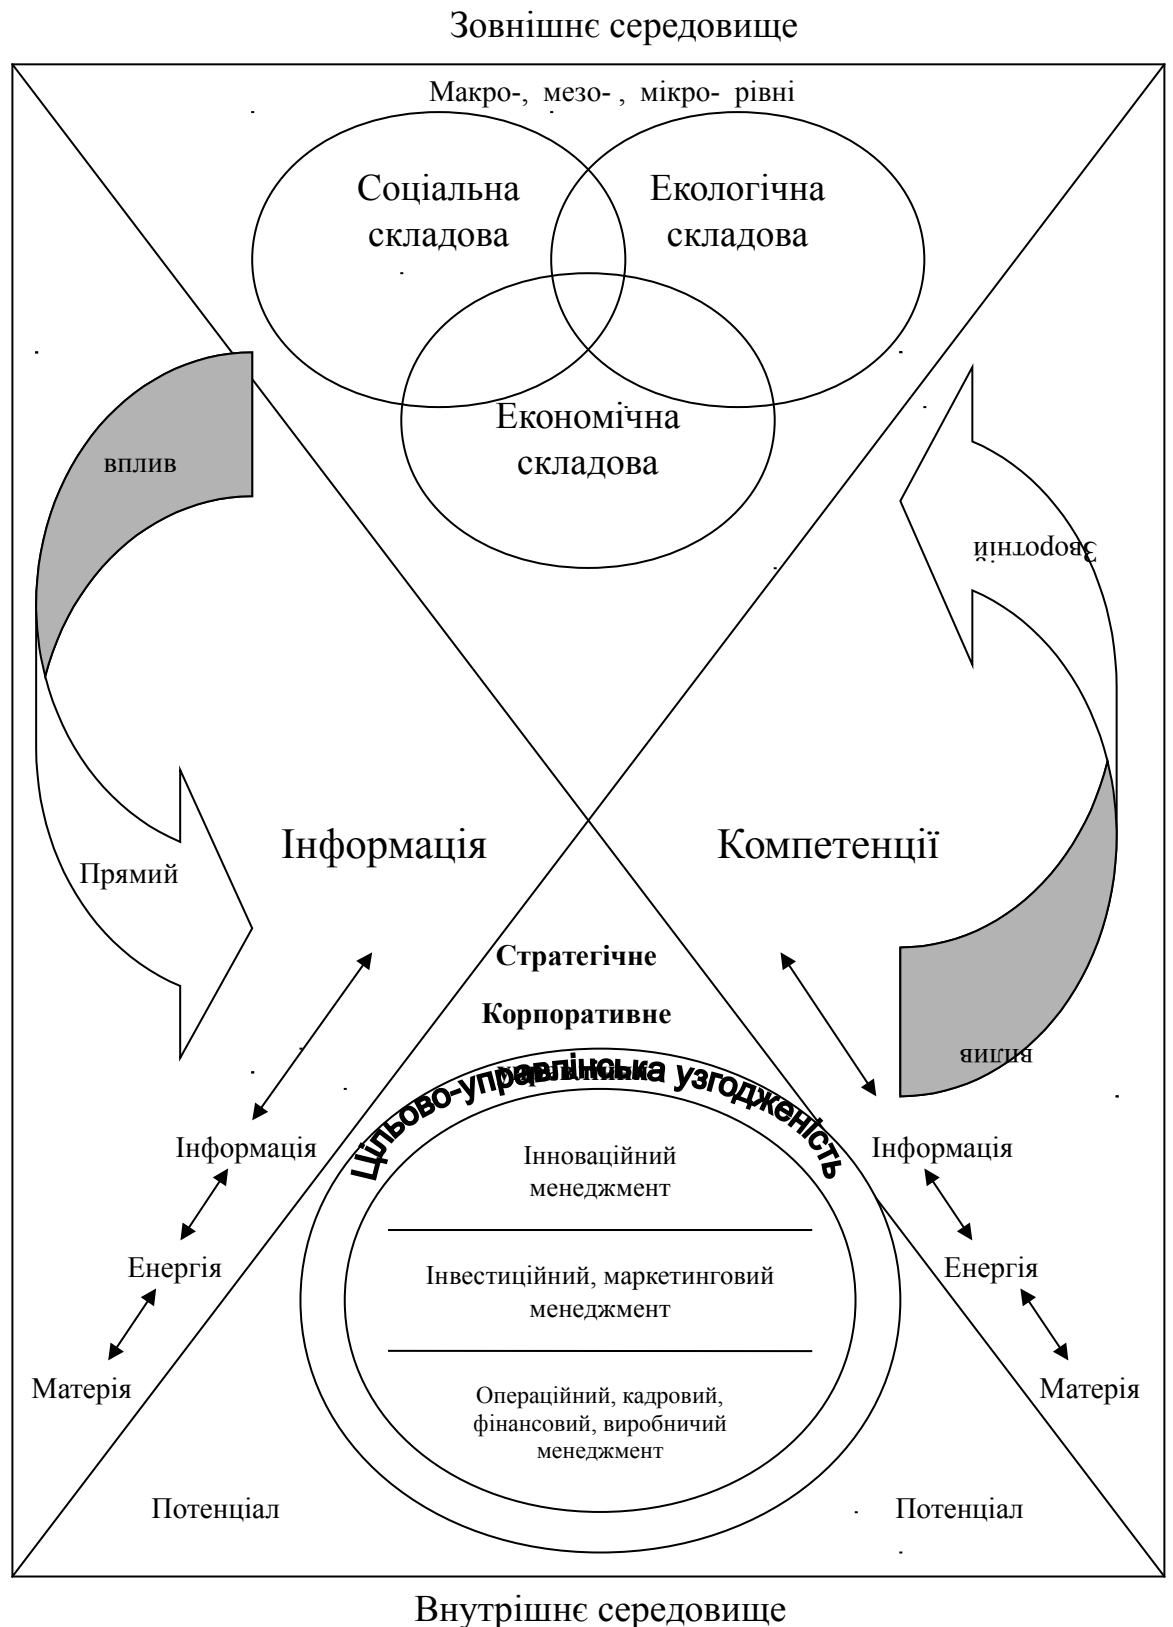 Зовнішнє середовище
Макро-, мезо- , мікро- рівні
Соціальна
складова
Екологічна
складова
Економічна
складова
вплив
Зворотній
Прямий
Інформація
Компетенції
Стратегічне
Корпоративне
Цільово-управлінська узгодженість
вплив
Інформація
Інформація
Інноваційний
менеджмент
Енергія
Енергія
Інвестиційний, маркетинговий
менеджмент
Матерія
Матерія
Операційний, кадровий,
фінансовий, виробничий
менеджмент
Потенціал
Потенціал
Внутрішнє середовище